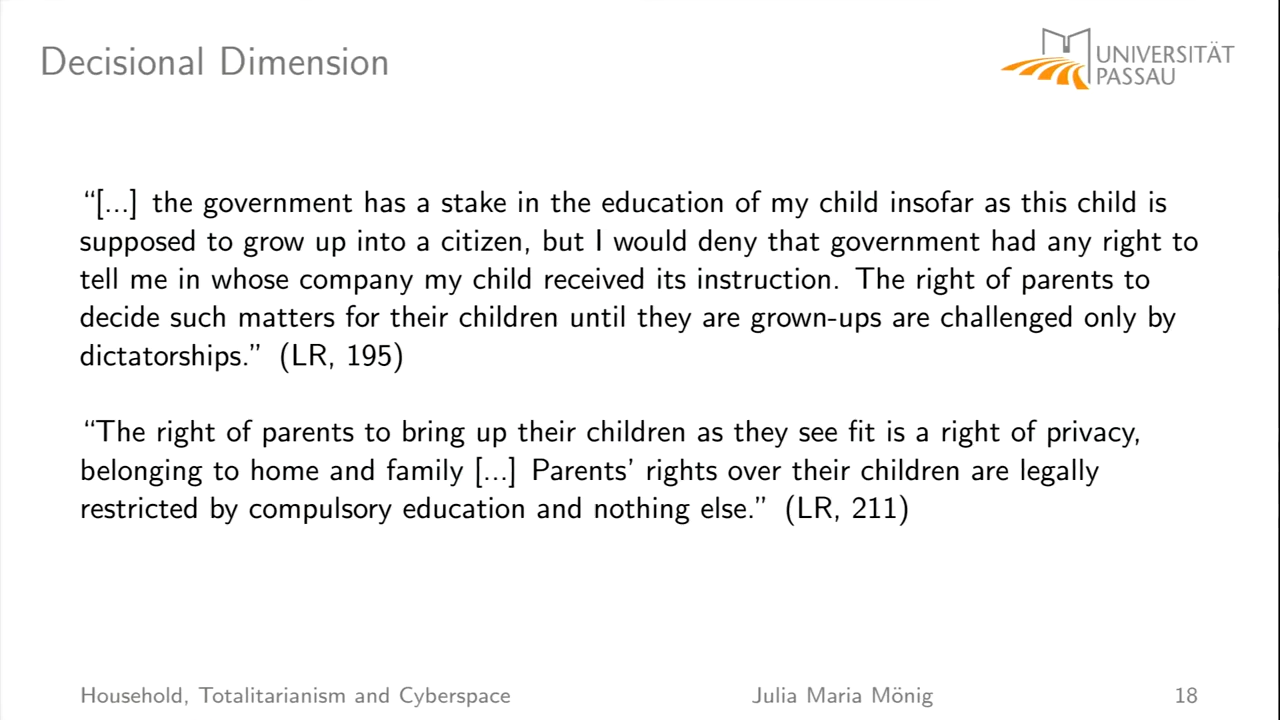 Decisional Dimension
UNIVERSITÄT
PASSAU
“[...] the government has a stake in the education of my child insofar as this child is
supposed to grow up into a citizen, but I would deny that government had any right to
tell me in whose company my child received its instruction. The right of parents to
decide such matters for their children until they are grown-ups are challenged only by
dictatorships.” (LR, 195)
“The right of parents to bring up their children as they see fit is a right of privacy,
belonging to home and family [...] Parents’ rights over their children are legally
restricted by compulsory education and nothing else.” (LR, 211)
Household, Totalitarianism and Cyberspace
Julia Maria Mönig
18